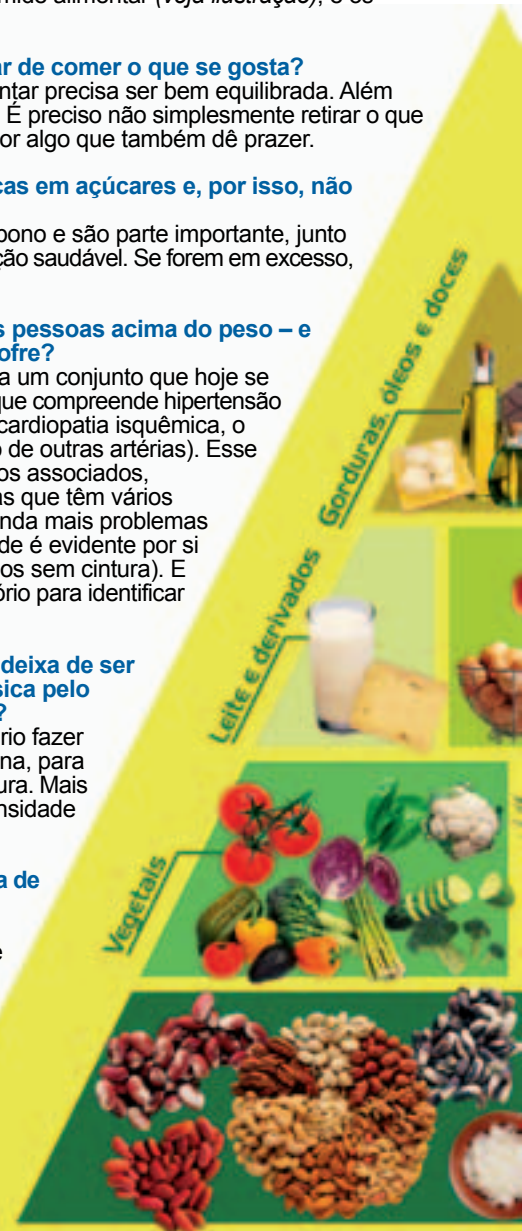 alimentar (veja ilustração), e os
ar de comer o que se gosta?
ntar precisa ser bem equilibrada. Além
. É preciso não simplesmente retirar o que
or algo que também dê prazer.
cas em açúcares e, por isso, não
bono e são parte importante, junto
ção saudável. Se forem em excesso,
s pessoas acima do peso – e
ofre?
a um conjunto que hoje se
que compreende hipertensão
cardiopatia isquêmica, o
o de outras artérias). Esse
os associados,
as que têm vários
nda mais problemas
de é evidente por si
os sem cintura). E
ório para identificar
deixa de ser
sica pelo
?
rio fazer
na, para
ura. Mais
nsidade
a de
e
Gorduras, óleos e doces
Leite e derivados
Vegetais